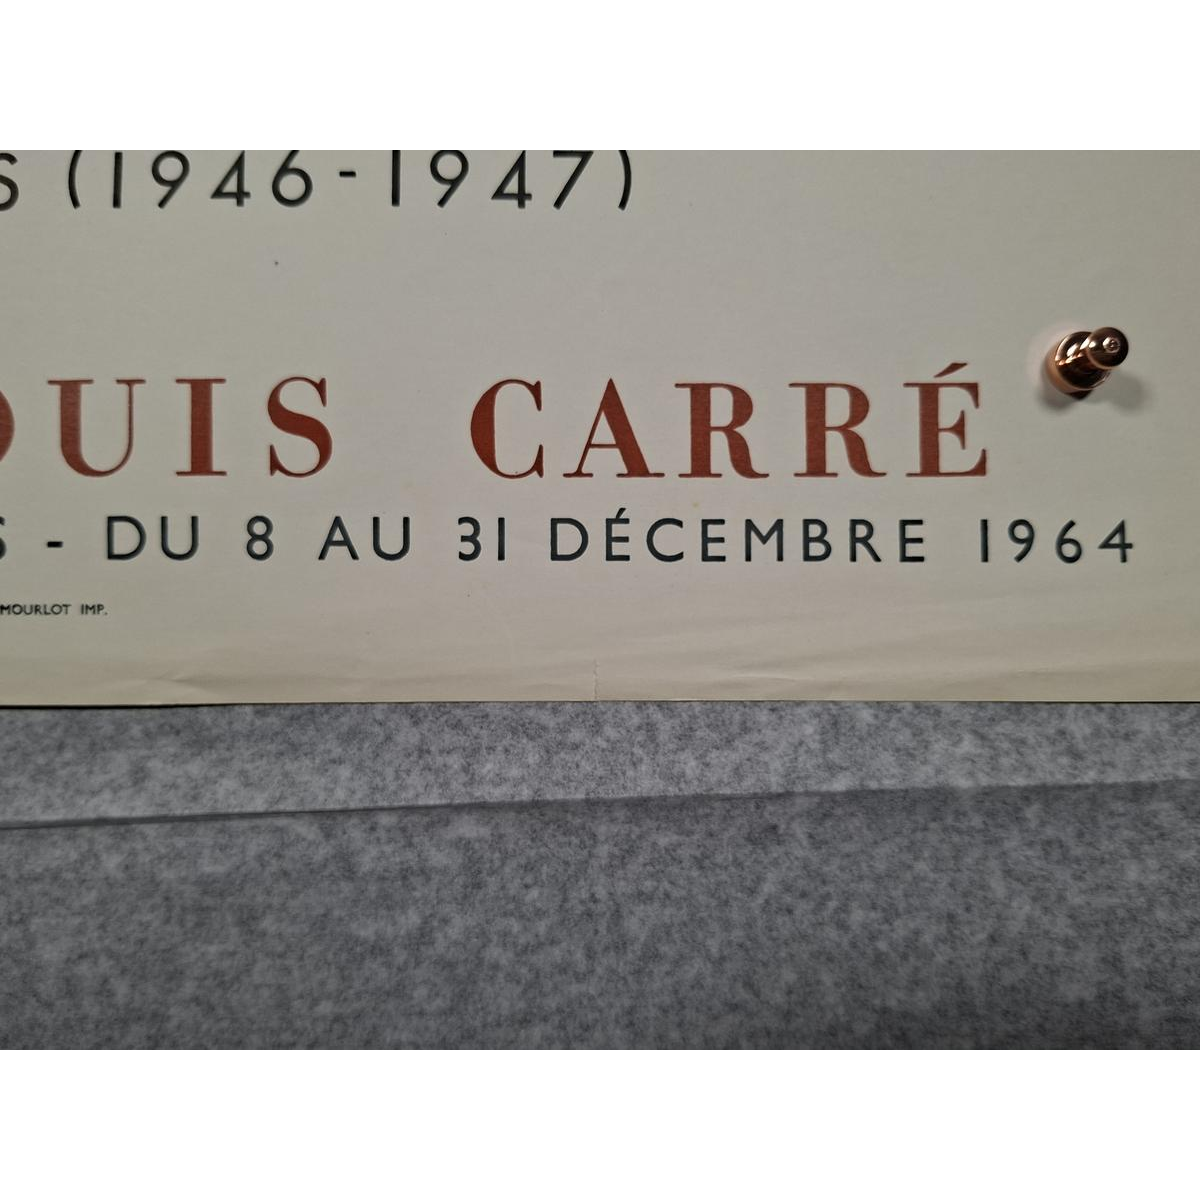 S (1946-1947)
OUIS CARRÉ
S - DU 8 AU 31 DÉCEMBRE 1964
MOURLOT IMP.